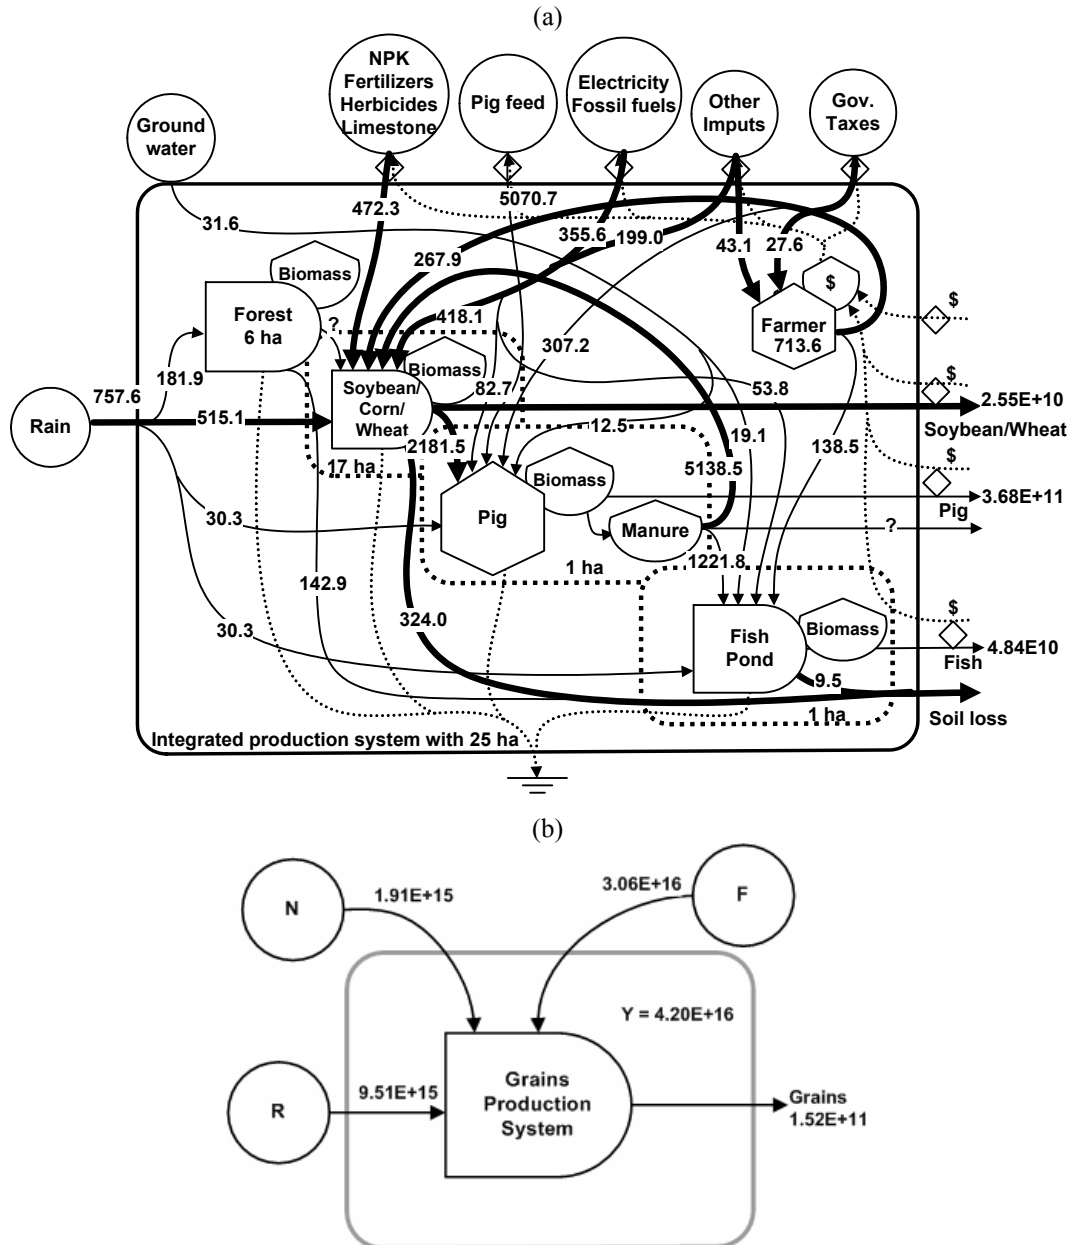 (a)
NPK
Fertilizers
Herbicides
Limestone
Pig feed
Electricity
Fossil fuels
Other
Imputs
Gov.
Taxes
Ground
water
5070.7
472.3
31.6
355.6
199.0
43.1
27.6
267.9
Biomass
$
$
Forest
6 ha
Farmer
713.6
?
418.1
307.2
Biomass
$
757.6
181.9
Soybean/
Corn/
Wheat
82.7
53.8
2.55E+10
Rain
515.1
12.5
19.1
Soybean/Wheat
2181.5
138.5
$
17 ha
5138.5
Biomass
3.68E+11
Pig
30.3
Pig
Manure
?
1221.8
1 ha
142.9
324.0
$
30.3
Fish
Pond
Biomass
4.84E10
Fish
9.5
1 ha
Soil loss
Integrated production system with 25 ha
(b)
N
1.91E+15
3.06E+16
F
Y = 4.20E+16
Grains
Production
System
R
9.51E+15
Grains
1.52E+11